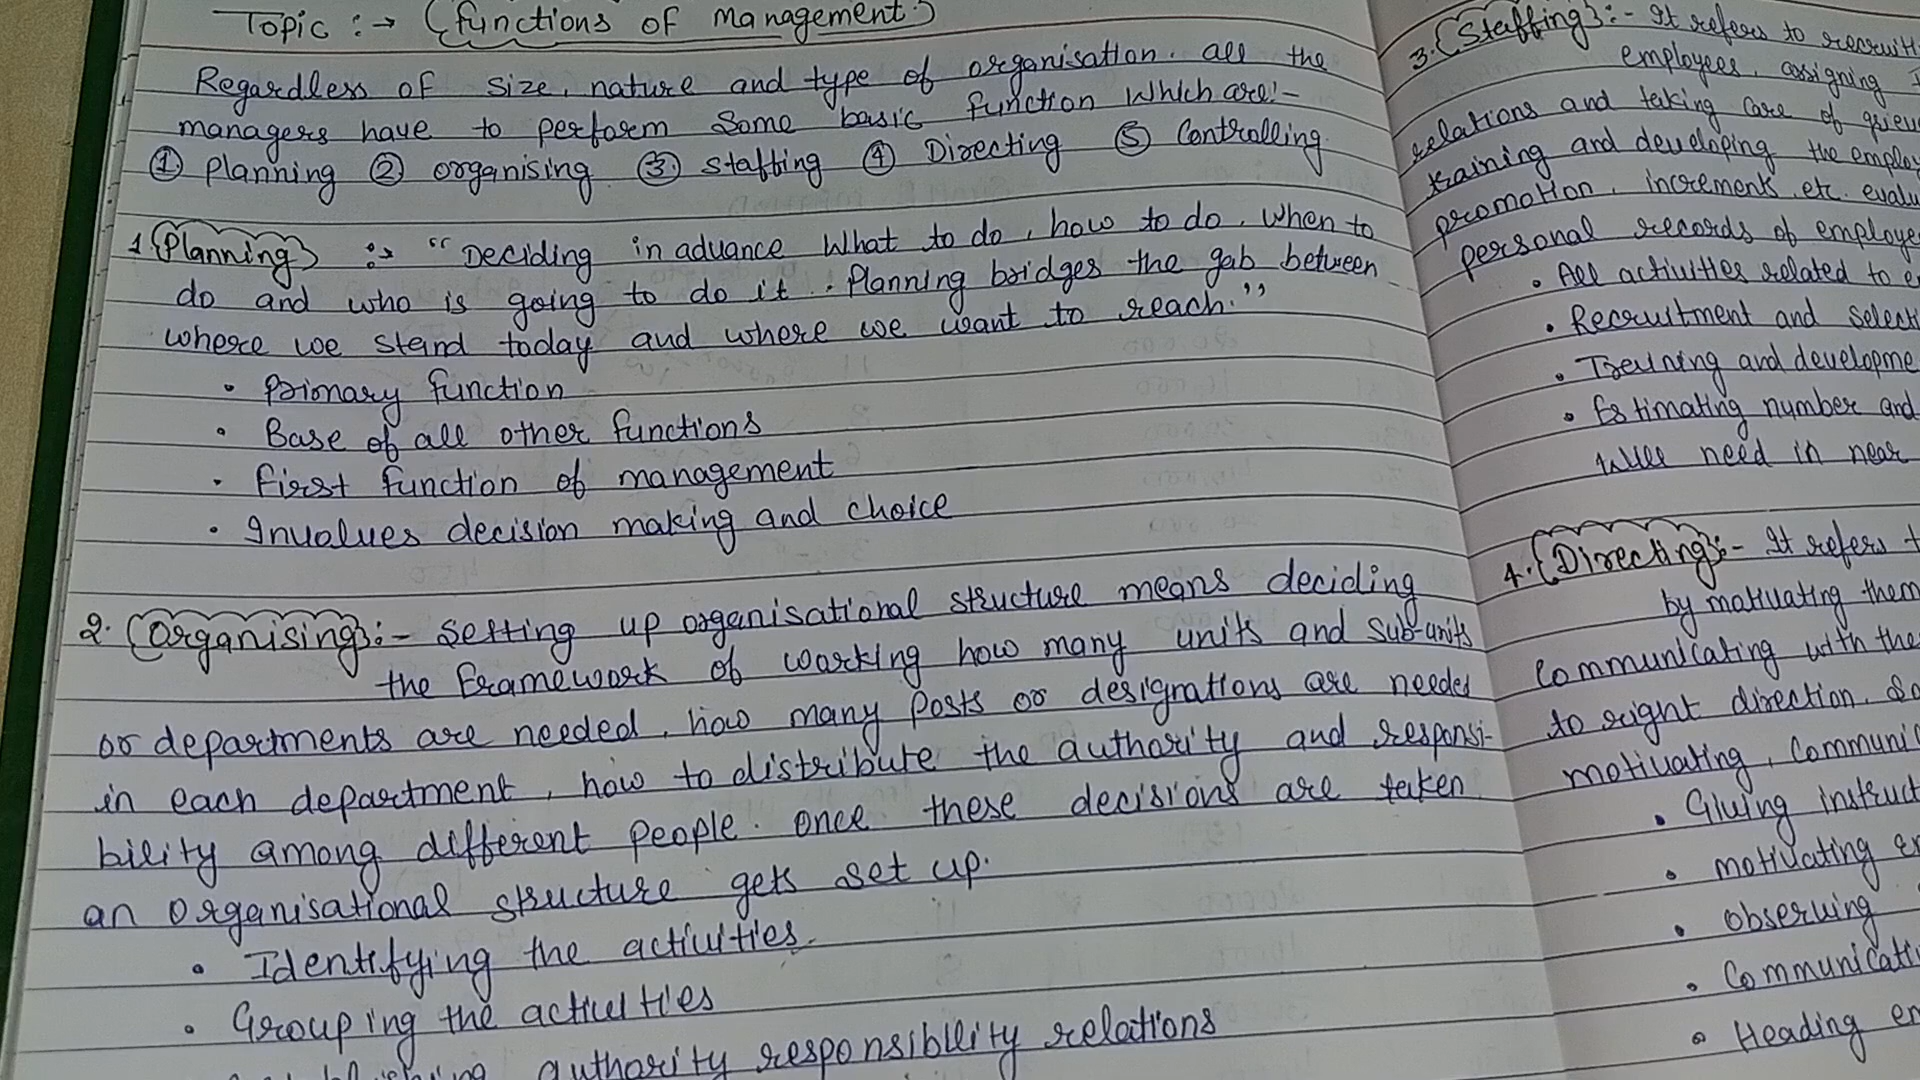 Topic :→ (functions of management)
Regardless of size, nature and type of organisation. all the
managers have to perform some basic function which are:-
① Planning ② organising ③ staffing ④ Directing ⑤ Controlling
1 {Planning} :→ "Deciding in advance what to do, how to do, when to
do and who is going to do it. Planning bridges the gab between
where we stand today and where we want to reach."
• Primary function
• Base of all other functions
• First function of management
• Invalues decision making and choice
2. {Organising}:- Setting up organisational structure means deciding
the framework of working how many units and sub-units
or departments are needed, how many posts or designations are needed
in each department, how to distribute the authority and responsi-
bility among different people. once these decisions are taken
an organisational structure gets set up.
• Identifying the activities.
• Grouping the activities
authority responsibility relations
3. {Staffing}:- It refers to
employees, assigning
relations and taking care of
training and developing the
promotion, increments, etc.
personal records of
• All activities related to
• Recruitment and
• Training and
• Estimating number and
will need in near
4. {Directing}:- It refers
by motivating them
communicating with
to right direction.
motivating,
• Giving
• motivating
• observing
•
• Heading